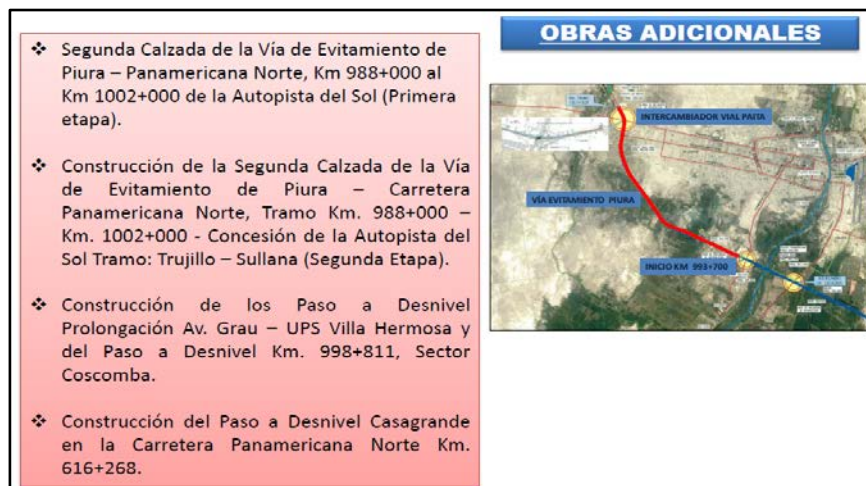 OBRAS ADICIONALES
❖ Segunda Calzada de la Vía de Evitamiento de
Piura – Panamericana Norte, Km 988+000 al
Km 1002+000 de la Autopista del Sol (Primera
etapa).
❖ Construcción de la Segunda Calzada de la Vía
de Evitamiento de Piura – Carretera
Panamericana Norte, Tramo Km. 988+000 –
Km. 1002+000 - Concesión de la Autopista del
Sol Tramo: Trujillo – Sullana (Segunda Etapa).
❖ Construcción de los Paso a Desnivel
Prolongación Av. Grau – UPS Villa Hermosa y
del Paso a Desnivel Km. 998+811, Sector
Coscomba.
❖ Construcción del Paso a Desnivel Casagrande
en la Carretera Panamericana Norte Km.
616+268.
INTERCAMBIADOR VIAL PAITA
VÍA EVITAMIENTO PIURA
INICIO KM 993+700